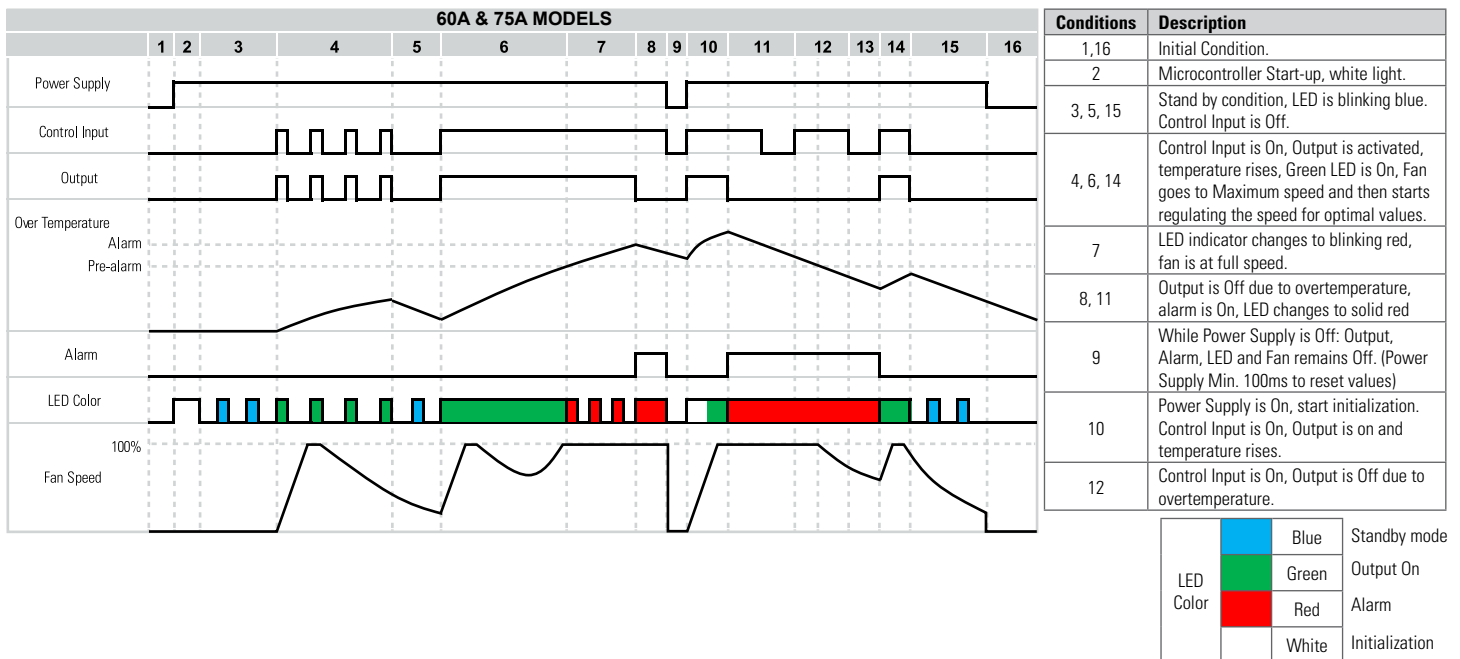 60A & 75A MODELS
1 2 3 4 5 6 7 8 9 10 11 12 13 14 15 16
Power Supply
Control Input
Output
Over Temperature
Alarm
Pre-alarm
Alarm
LED Color
100%
Fan Speed
Conditions Description
1,16 Initial Condition.
2 Microcontroller Start-up, white light.
3, 5, 15 Stand by condition, LED is blinking blue.
Control Input is Off.
4, 6, 14 Control Input is On, Output is activated,
temperature rises, Green LED is On, Fan
goes to Maximum speed and then starts
regulating the speed for optimal values.
7 LED indicator changes to blinking red,
fan is at full speed.
8, 11 Output is Off due to overtemperature,
alarm is On, LED changes to solid red
9 While Power Supply is Off: Output,
Alarm, LED and Fan remains Off. (Power
Supply Min. 100ms to reset values)
10 Power Supply is On, start initialization.
Control Input is On, Output is on and
temperature rises.
12 Control Input is On, Output is Off due to
overtemperature.
LED
Color
Blue Standby mode
Green Output On
Red Alarm
White Initialization